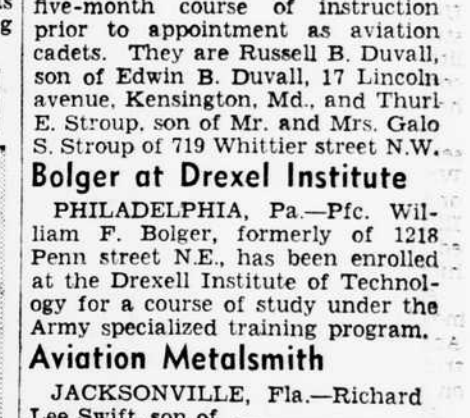 five-month course of instruction
prior to appointment as aviation
cadets. They are Russell B. Duvall,
son of Edwin B. Duvall, 17 Lincoln
avenue, Kensington, Md., and Thurl
E. Stroup, son of Mr. and Mrs. Galo
S. Stroup of 719 Whittier street N.W.
Bolger at Drexel Institute
PHILADELPHIA, Pa.—Pfc. Wil-
liam F. Bolger, formerly of 1218
Penn street N.E., has been enrolled
at the Drexell Institute of Technol-
ogy for a course of study under the
Army specialized training program.
Aviation Metalsmith
JACKSONVILLE, Fla.—Richard
Lee Swift, son of